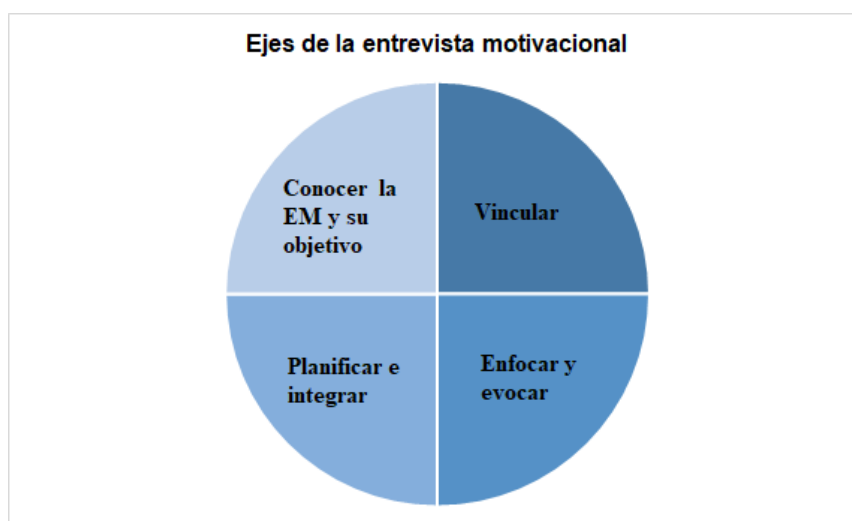 Ejes de la entrevista motivacional
Conocer la
EM y su
objetivo
Vincular
Planificar e
integrar
Enfocar y
evocar